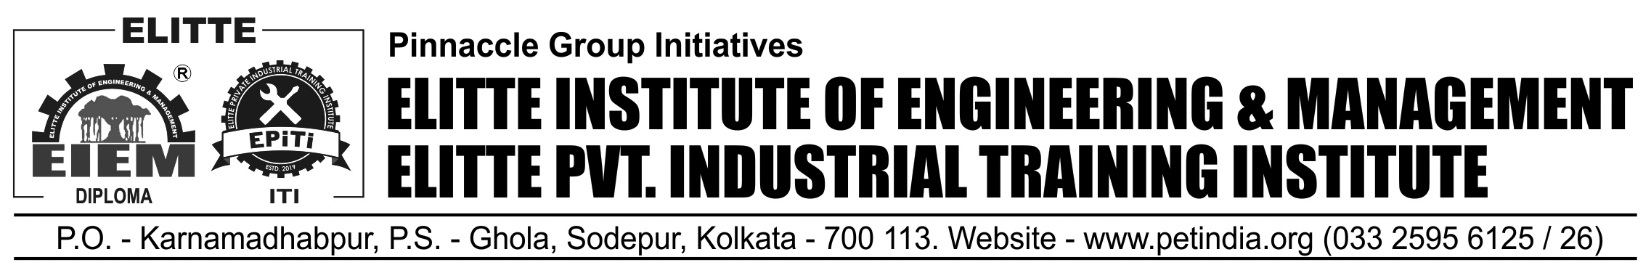 ELITTE
ELITTE INSTITUTE OF ENGINEERING & MANAGEMENT
EIEM
DIPLOMA
®
ELITTE PRIVATE INDUSTRIAL TRAINING INSTITUTE
EPiTi
ESTD. 2019
ITI
Pinnaccle Group Initiatives
ELITTE INSTITUTE OF ENGINEERING & MANAGEMENT
ELITTE PVT. INDUSTRIAL TRAINING INSTITUTE
P.O. - Karnamadhabpur, P.S. - Ghola, Sodepur, Kolkata - 700 113. Website - www.petindia.org (033 2595 6125 / 26)